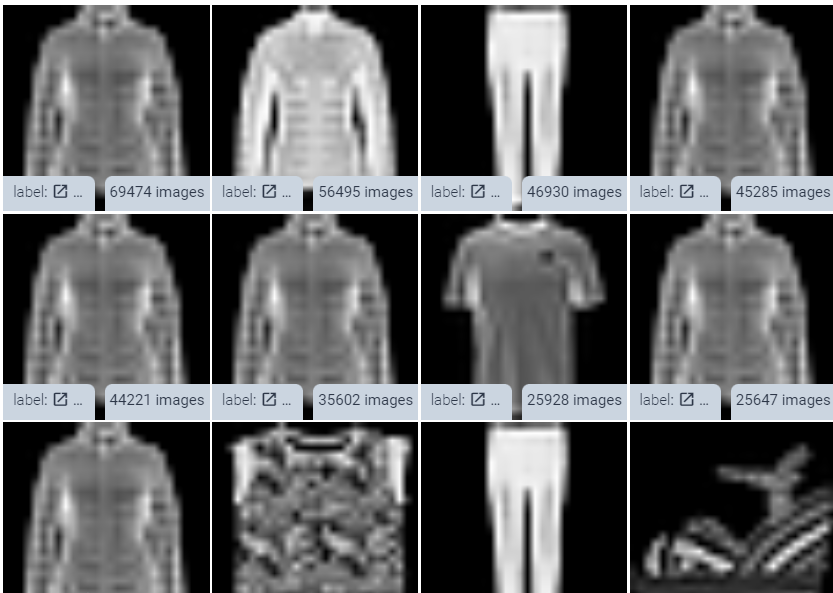 label: ... 69474 images
label: ... 56495 images
label: ... 46930 images
label: ... 45285 images
label: ... 44221 images
label: ... 35602 images
label: ... 25928 images
label: ... 25647 images